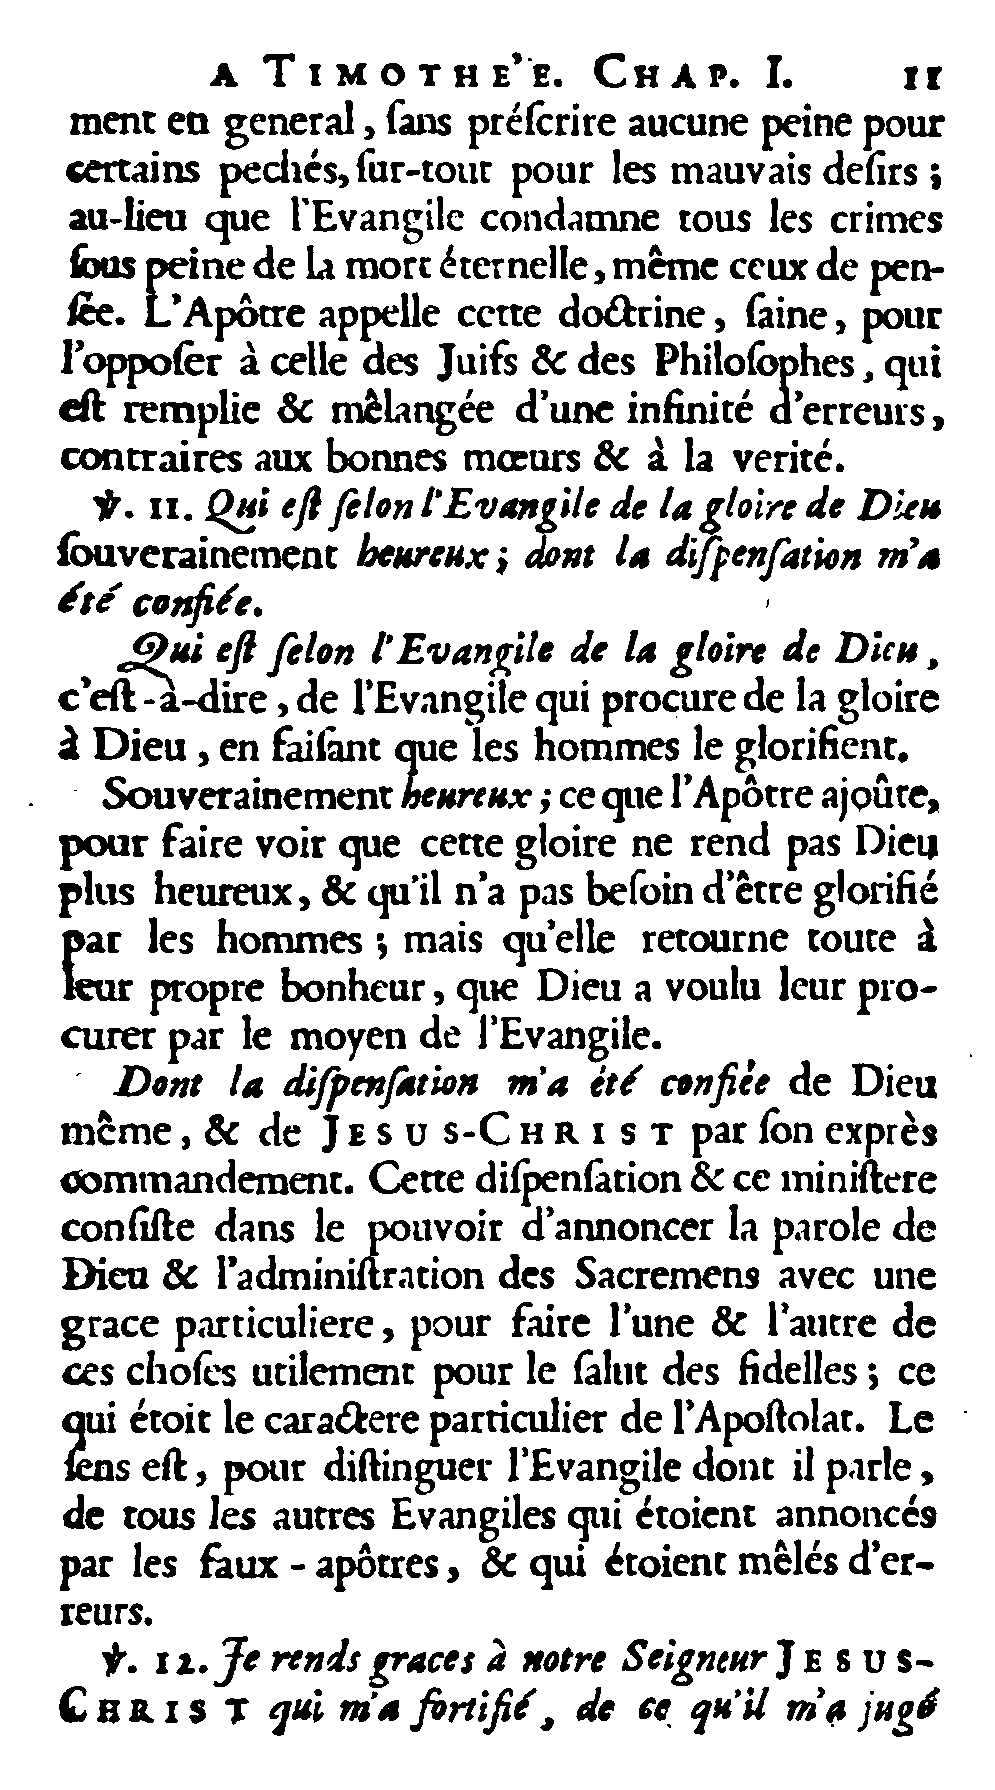 A TIMOTHE'E. CHAP. I. 11
ment en general, ſans préſcrire aucune peine pour
certains pechés, ſur-tout pour les mauvais deſirs;
au-lieu que l'Evangile condamne tous les crimes
ſous peine de la mort éternelle, même ceux de pen-
ſée. L'Apôtre appelle cette doctrine, ſaine, pour
l'oppoſer à celle des Juifs & des Philoſophes, qui
eſt remplie & mêlangée d'une infinité d'erreurs,
contraires aux bonnes mœurs & à la verité.
℣. 11. Qui eſt ſelon l'Evangile de la gloire de Dieu
ſouverainement heureux; dont la diſpenſation m'a
été confiée.
Qui eſt ſelon l'Evangile de la gloire de Dieu,
c'eſt-à-dire, de l'Evangile qui procure de la gloire
à Dieu, en faiſant que les hommes le glorifient.
Souverainement heureux; ce que l'Apôtre ajoûte,
pour faire voir que cette gloire ne rend pas Dieu
plus heureux, & qu'il n'a pas beſoin d'être glorifié
par les hommes; mais qu'elle retourne toute à
leur propre bonheur, que Dieu a voulu leur pro-
curer par le moyen de l'Evangile.
Dont la diſpenſation m'a été confiée de Dieu
même, & de JESUS-CHRIST par ſon exprès
commandement. Cette diſpenſation & ce miniſtere
conſiſte dans le pouvoir d'annoncer la parole de
Dieu & l'adminiſtration des Sacremens avec une
grace particuliere, pour faire l'une & l'autre de
ces choſes utilement pour le ſalut des fidelles; ce
qui étoit le caractere particulier de l'Apoſtolat. Le
ſens eſt, pour diſtinguer l'Evangile dont il parle,
de tous les autres Evangiles qui étoient annoncés
par les faux-apôtres, & qui étoient mêlés d'er-
reurs.
℣. 12. Je rends graces à notre Seigneur JESUS-
CHRIST qui m'a fortifié, de ce qu'il m'a jugé